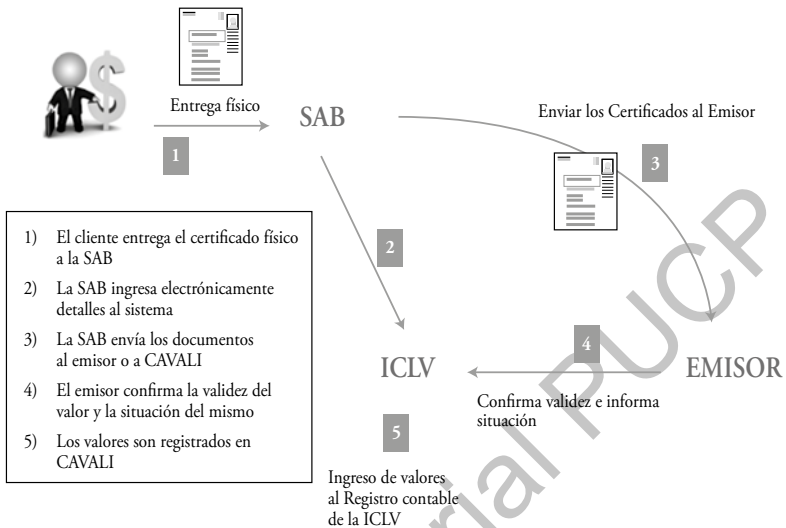 Entrega físico
SAB
Enviar los Certificados al Emisor
1
3
2
1) El cliente entrega el certificado físico
a la SAB
2) La SAB ingresa electrónicamente
detalles al sistema
3) La SAB envía los documentos
al emisor o a CAVALI
4) El emisor confirma la validez del
valor y la situación del mismo
5) Los valores son registrados en
CAVALI
4
ICLV
EMISOR
Confirma validez e informa
situación
5
Ingreso de valores
al Registro contable
de la ICLV
rial PUCP